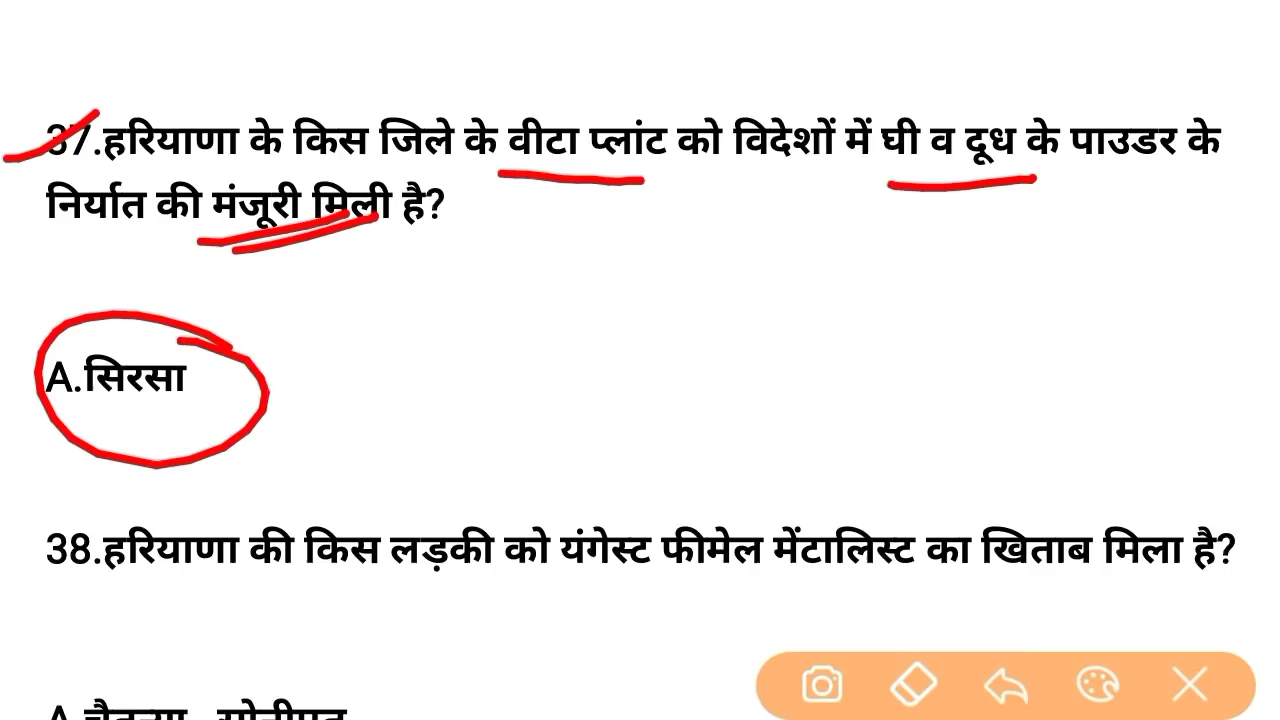 37.हरियाणा के किस जिले के वीटा प्लांट को विदेशों में घी व दूध के पाउडर के
निर्यात की मंजूरी मिली है?
A.सिरसा
38.हरियाणा की किस लड़की को यंगेस्ट फीमेल मेंटालिस्ट का खिताब मिला है?